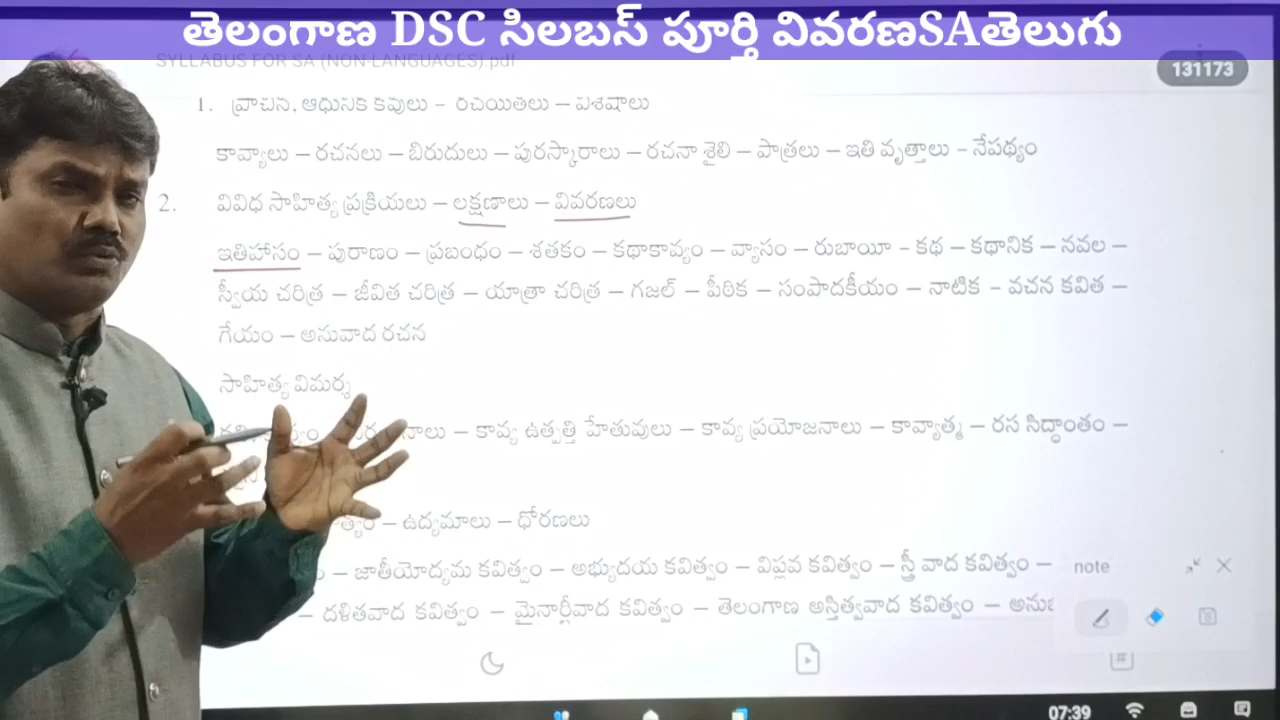 తెలంగాణ DSC సిలబస్ పూర్తి వివరణSAతెలుగు
SYLLABUS FOR SA (NON-LANGUAGES).pdf
131173
1. ప్రాచీన, ఆధునిక కవులు – రచయితలు – విశేషాలు
కావ్యాలు – రచనలు – బిరుదులు – పురస్కారాలు – రచనా శైలి – పాత్రలు – ఇతి వృత్తాలు – నేపథ్యం
2. వివిధ సాహిత్య ప్రక్రియలు – లక్షణాలు – వివరణలు
ఇతిహాసం – పురాణం – ప్రబంధం – శతకం – కథాకావ్యం – వ్యాసం – రుబాయీ – కథ – కథానిక – నవల –
స్వీయ చరిత్ర – జీవిత చరిత్ర – యాత్రా చరిత్ర – గజల్ – పీఠిక – సంపాదకీయం – నాటిక – వచన కవిత –
గేయం – అనువాద రచన
సాహిత్య విమర్శ
– కావ్య ఉత్పత్తి హేతువులు – కావ్య ప్రయోజనాలు – కావ్యాత్మ – రస సిద్ధాంతం –
– ఉద్యమాలు – ధోరణలు
– జాతీయోద్యమ కవిత్వం – అభ్యుదయ కవిత్వం – విప్లవ కవిత్వం – స్త్రీ వాద కవిత్వం –
– దళితవాద కవిత్వం – మైనార్టీవాద కవిత్వం – తెలంగాణ అస్తిత్వవాద కవిత్వం –
note
07:39